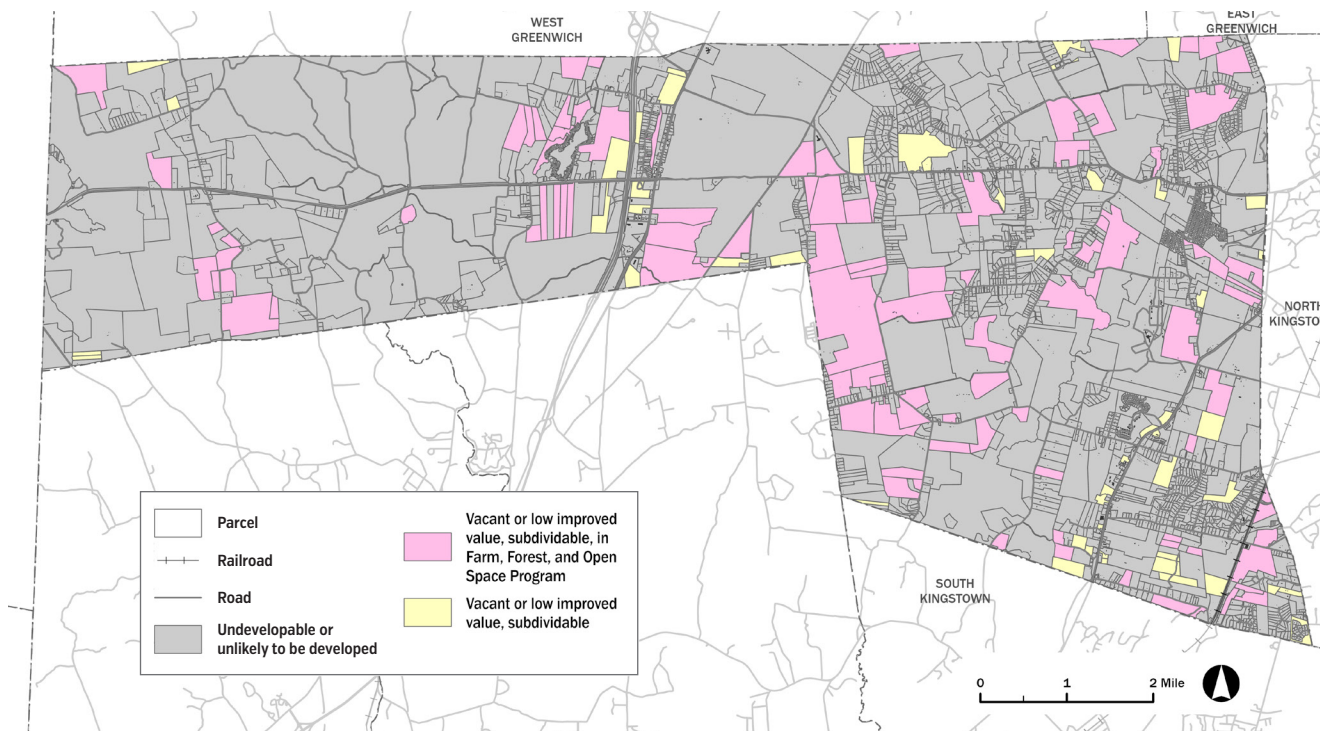 WEST
GREENWICH
EAST
GREENWICH
NORTH
KINGSTOW
SOUTH
KINGSTOWN
Parcel
Railroad
Road
Undevelopable or
unlikely to be developed
Vacant or low improved
value, subdividable, in
Farm, Forest, and Open
Space Program
Vacant or low improved
value, subdividable
0 1 2 Mile